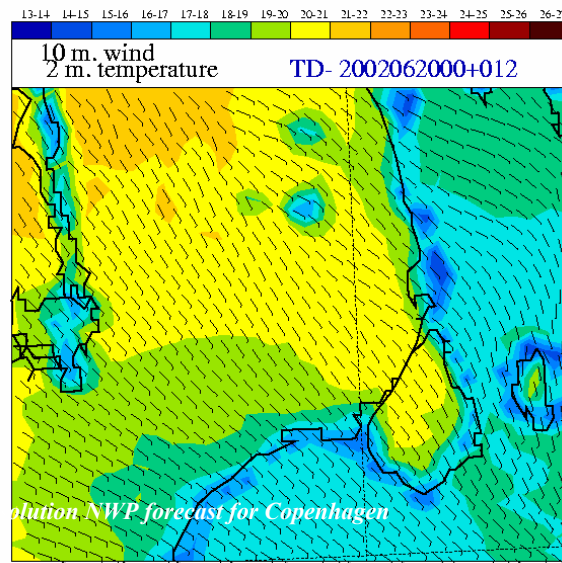 13-14 14-15 15-16 16-17 17-18 18-19 19-20 20-21 21-22 22-23 23-24 24-25 25-26 26-2
10 m. wind
2 m. temperature TD- 2002062000+012
olution NWP forecast for Copenhagen